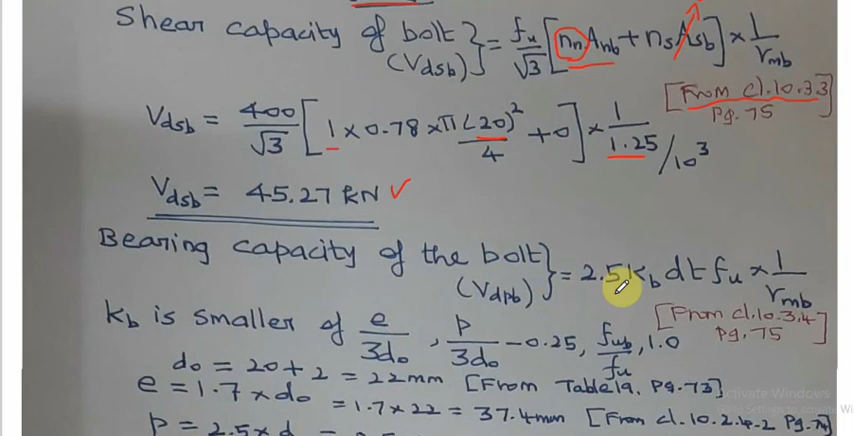 Shear capacity of bolt (Vdsb) } = fu/√3 [nn Anb + ns Asb] × 1/γmb
[From cl.10.3.3 Pg.75]
Vdsb = 400/√3 [1 × 0.78 × π(20)²/4 + 0] × 1/1.25 /10³
Vdsb = 45.27 kN ✓
Bearing capacity of the bolt (Vdpb) } = 2.5 kb dt fu × 1/γmb
[From cl.10.3.4 Pg.75]
kb is smaller of e/3do, p/3do - 0.25, fub/fu, 1.0
do = 20 + 2 = 22mm [From Table 19. Pg.73]
e = 1.7 × do
= 1.7 × 22 = 37.4mm [From cl.10.2.4.2 Pg.74]
p = 2.5 × d =
Activate Windows